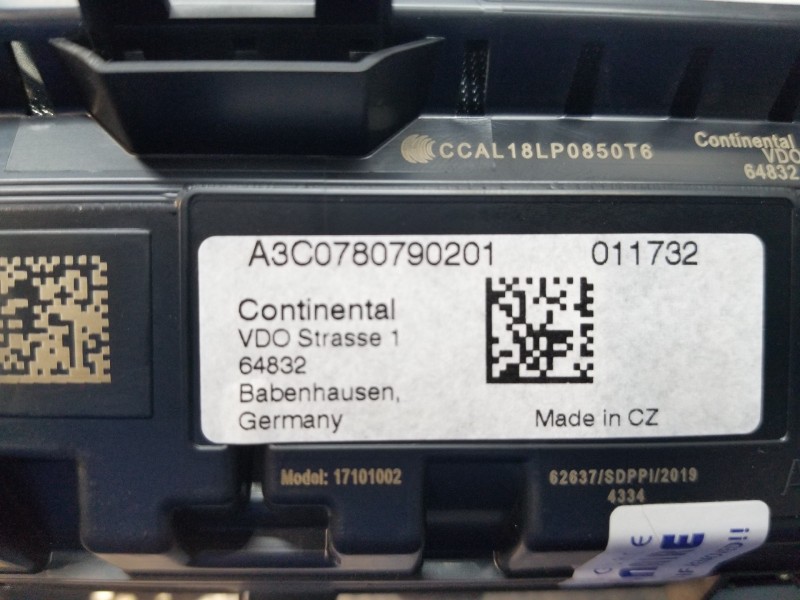 CCAL18LP0850T6
Continental
VDO
64832
A3C0780790201 011732
Continental
VDO Strasse 1
64832
Babenhausen,
Germany
Made in CZ
Model: 17101002
62637/SDPPI/2019
4334